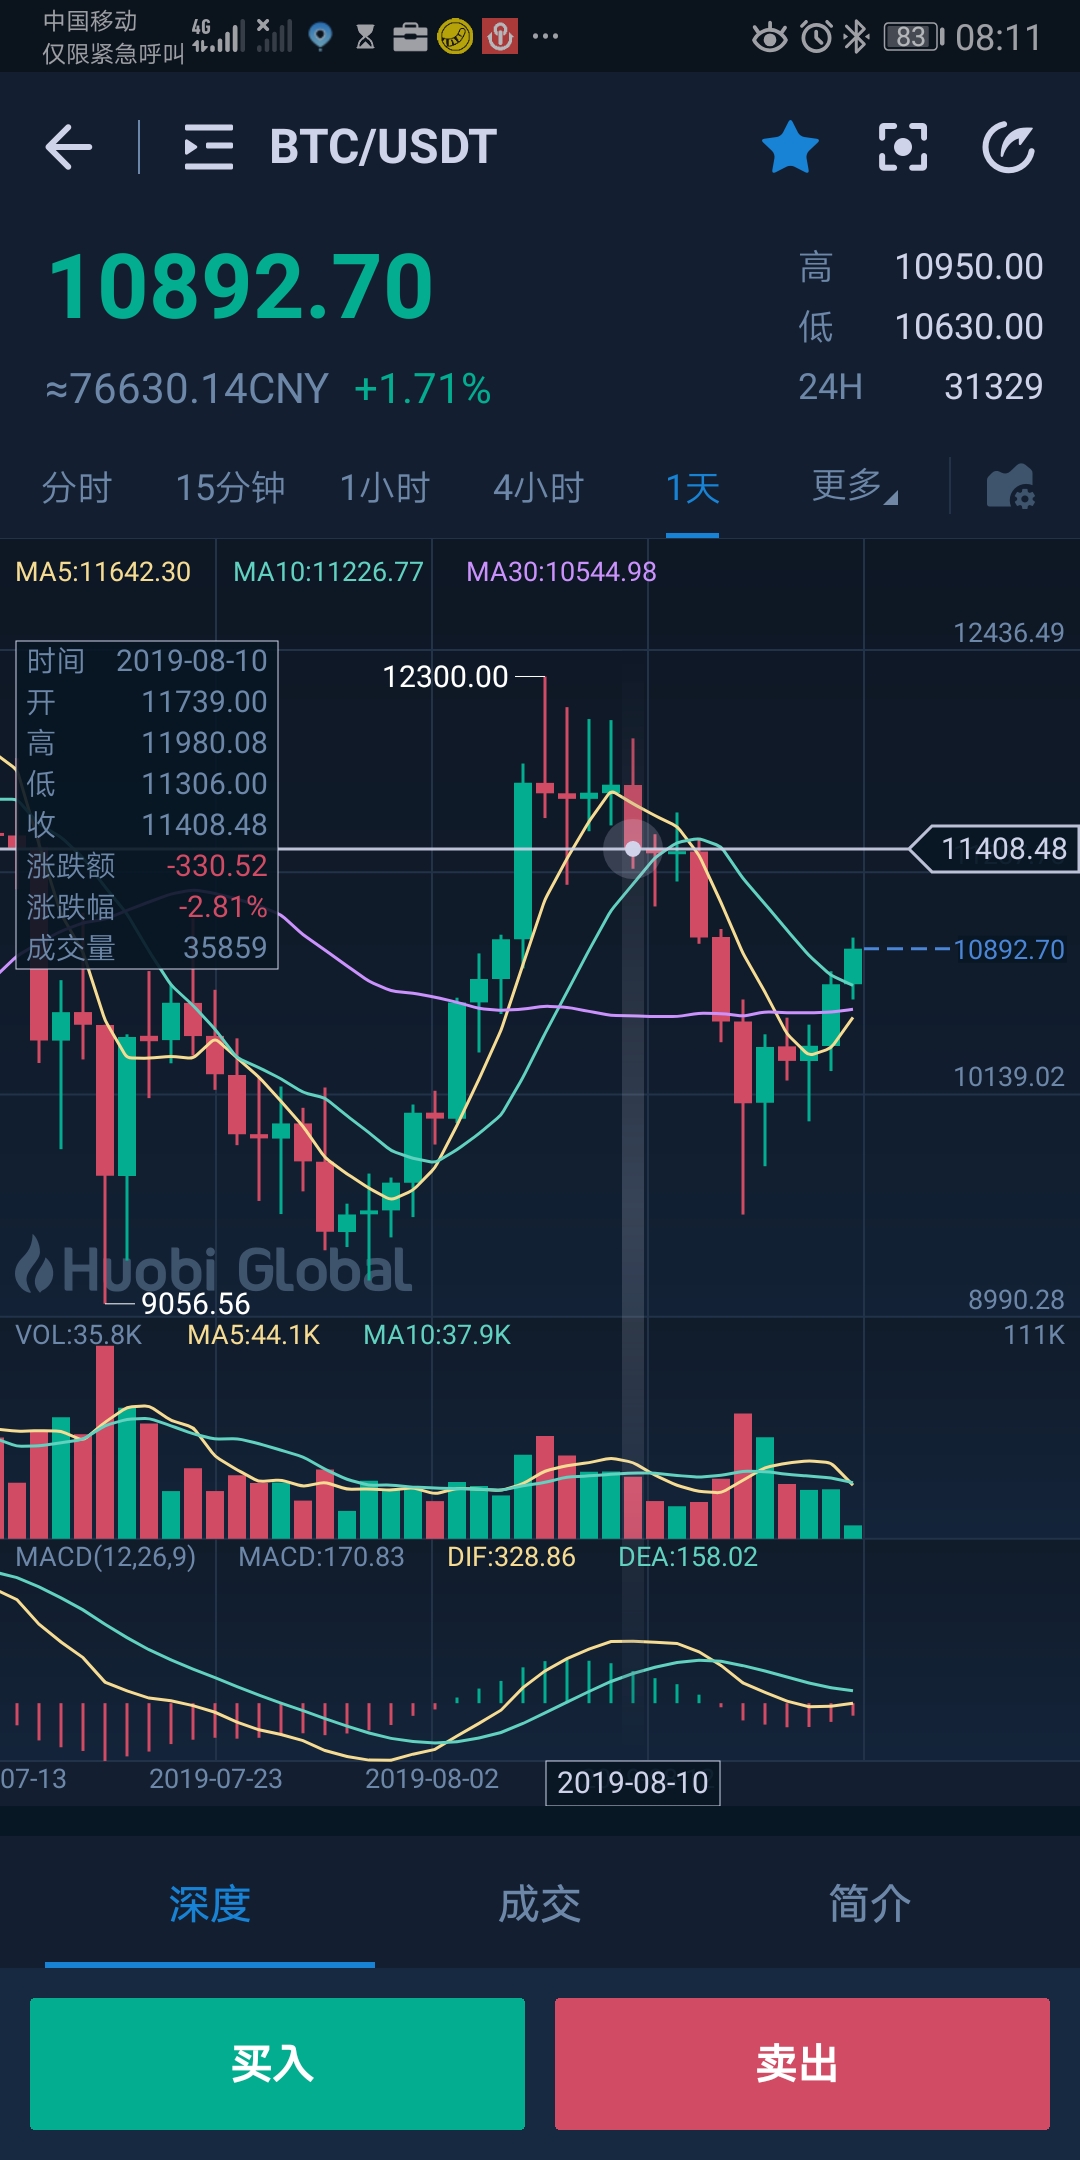 中国移动
仅限紧急呼叫
4G
83
08:11
BTC/USDT
10892.70
高 10950.00
低 10630.00
≈76630.14CNY +1.71%
24H 31329
分时 15分钟 1小时 4小时 1天 更多
MA5:11642.30 MA10:11226.77 MA30:10544.98
12436.49
时间 2019-08-10
开 11739.00
高 11980.08
低 11306.00
收 11408.48
涨跌额 -330.52
涨跌幅 -2.81%
成交量 35859
12300.00
11408.48
10892.70
10139.02
Huobi Global
9056.56
8990.28
VOL:35.8K MA5:44.1K MA10:37.9K
111K
MACD(12,26,9) MACD:170.83 DIF:328.86 DEA:158.02
07-13 2019-07-23 2019-08-02 2019-08-10
深度 成交 简介
买入 卖出